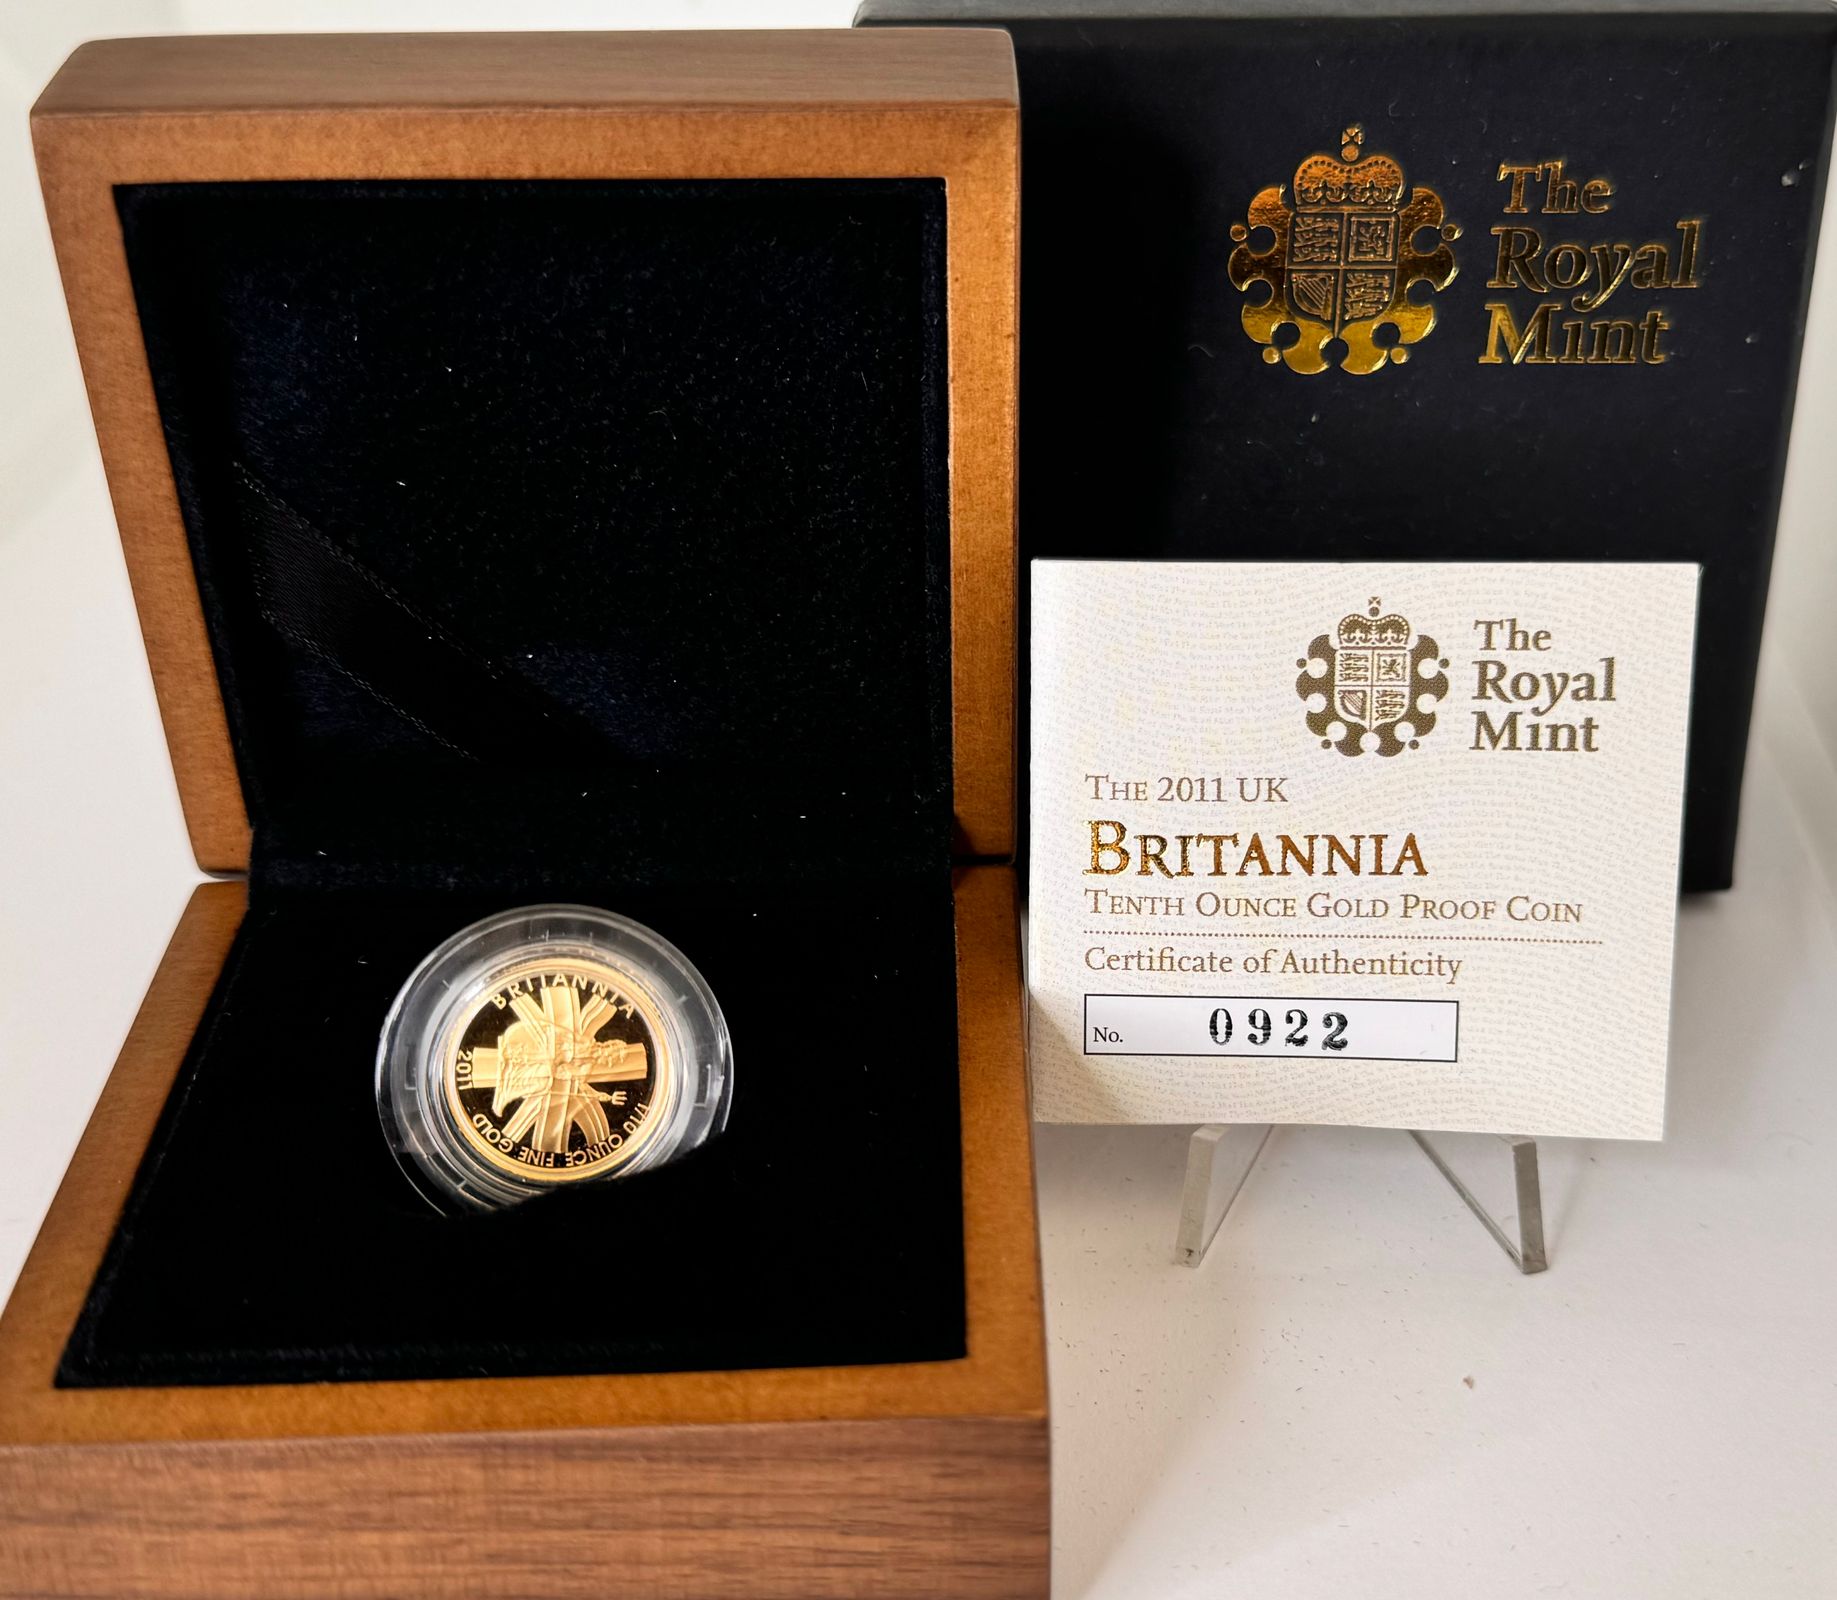 The
Royal
Mint
The
Royal
Mint
The 2011 UK
Britannia
Tenth Ounce Gold Proof Coin
Certificate of Authenticity
No. 0922
BRITANNIA
2011
1/10 OUNCE FINE GOLD